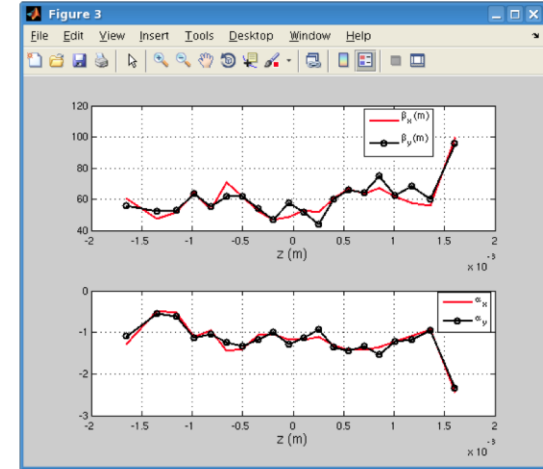 Figure 3
File Edit View Insert Tools Desktop Window Help
120
100
80
60
40
βx(m)
βy(m)
-2 -1.5 -1 -0.5 0 0.5 1 1.5 2
z (m)
x 10-3
0
-1
-2
-3
αx
αy
-2 -1.5 -1 -0.5 0 0.5 1 1.5 2
z (m)
x 10-3